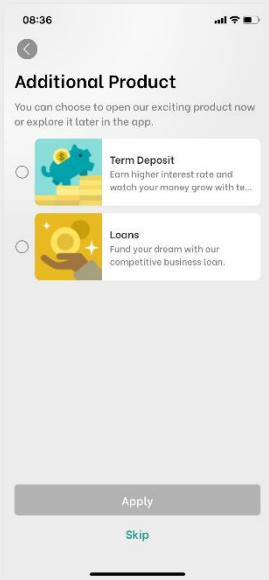 08:36
Additional Product
You can choose to open our exciting product now
or explore it later in the app.
$
Term Deposit
Earn higher interest rate and
watch your money grow with te...
Loans
Fund your dream with our
competitive business loan.
Apply
Skip